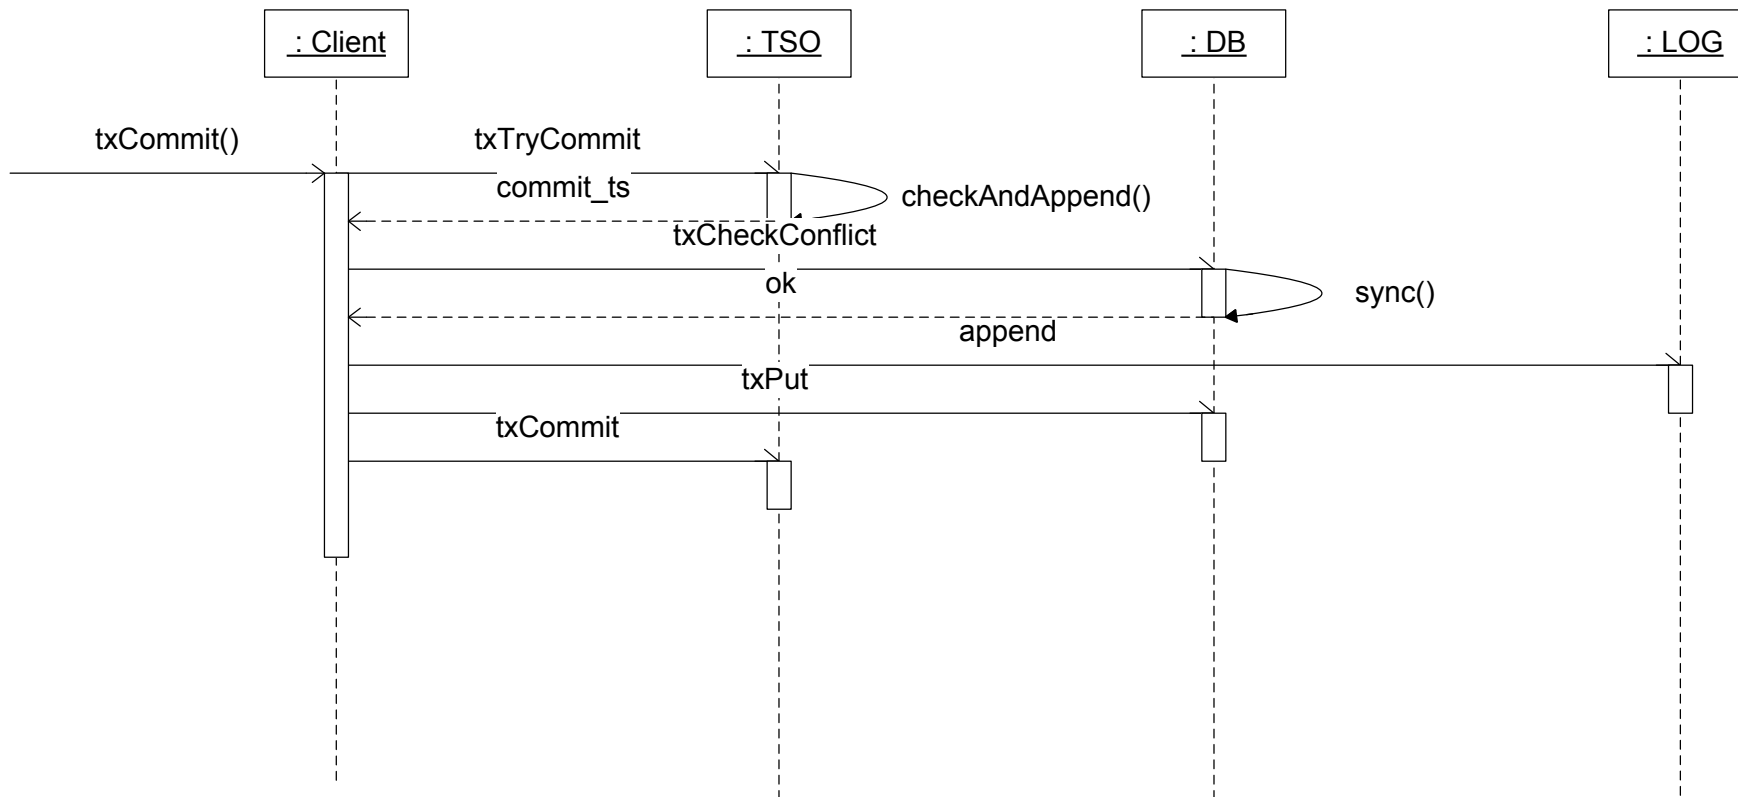 : Client
: TSO
: DB
: LOG
txCommit()
txTryCommit
commit_ts
checkAndAppend()
txCheckConflict
ok
sync()
append
txPut
txCommit